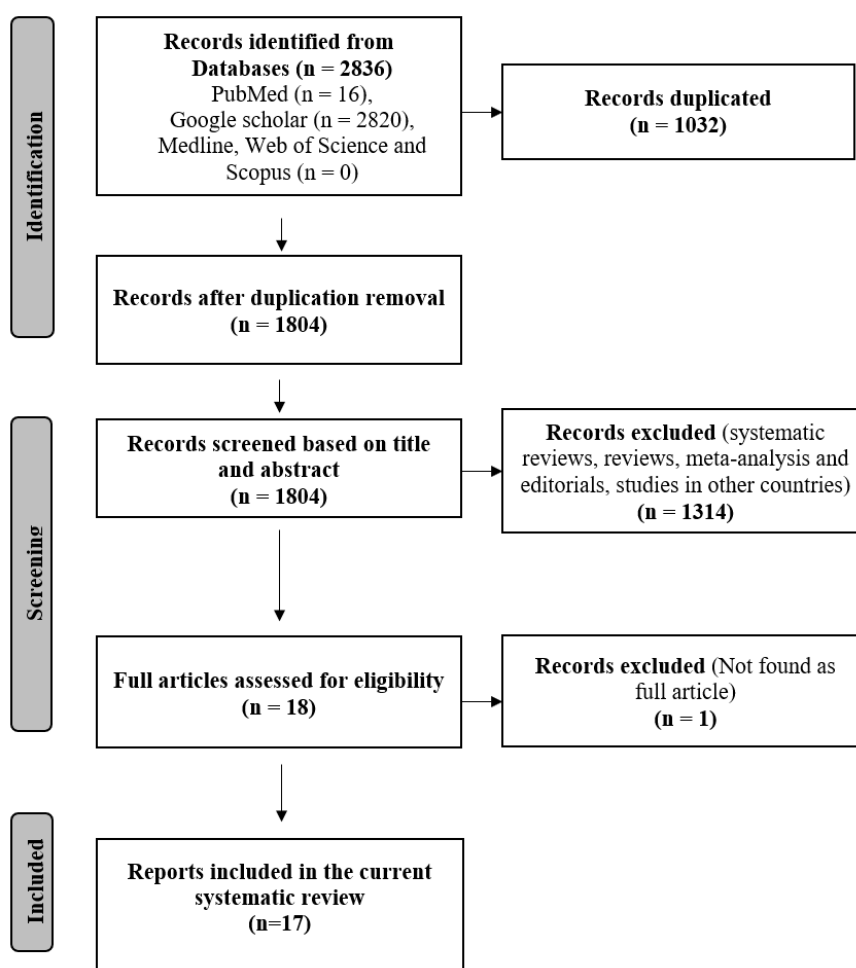 Identification
Records identified from
Databases (n = 2836)
PubMed (n = 16),
Google scholar (n = 2820),
Medline, Web of Science and
Scopus (n = 0)
Records duplicated
(n = 1032)
Records after duplication removal
(n = 1804)
Screening
Records screened based on title
and abstract
(n = 1804)
Records excluded (systematic
reviews, reviews, meta-analysis and
editorials, studies in other countries)
(n = 1314)
Full articles assessed for eligibility
(n = 18)
Records excluded (Not found as
full article)
(n = 1)
Included
Reports included in the current
systematic review
(n=17)